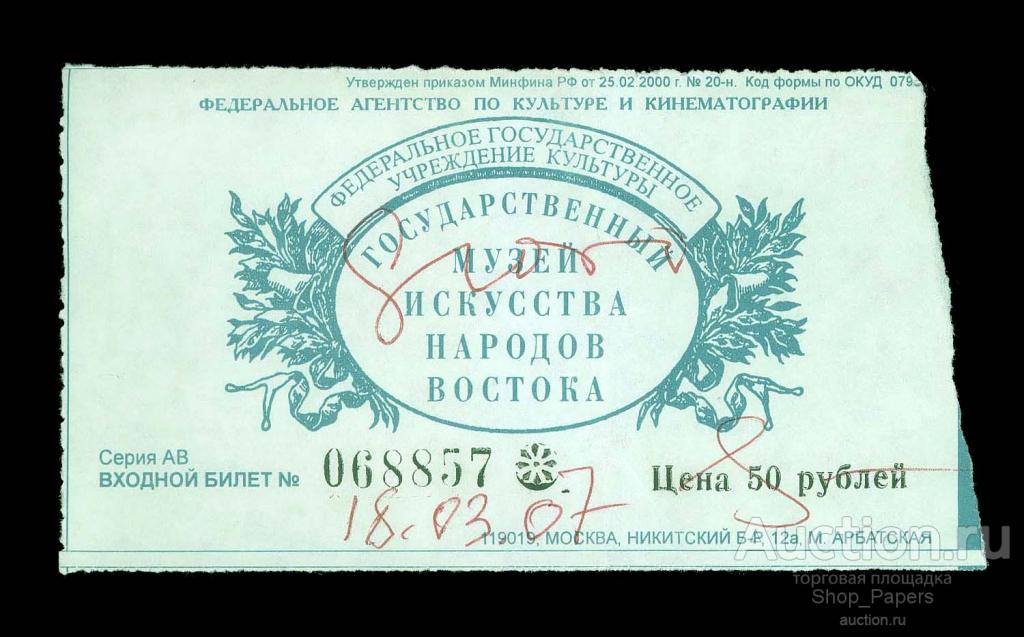 Утвержден приказом Минфина РФ от 25.02.2000 г. № 20-н. Код формы по ОКУД 079
ФЕДЕРАЛЬНОЕ АГЕНТСТВО ПО КУЛЬТУРЕ И КИНЕМАТОГРАФИИ
ФЕДЕРАЛЬНОЕ ГОСУДАРСТВЕННОЕ
УЧРЕЖДЕНИЕ КУЛЬТУРЫ
ГОСУДАРСТВЕННЫЙ
МУЗЕЙ
ИСКУССТВА
НАРОДОВ
ВОСТОКА
Серия АВ
ВХОДНОЙ БИЛЕТ № 068857
Цена 50 рублей
18.03.07
119019, МОСКВА, НИКИТСКИЙ Б-Р, 12а, М. АРБАТСКАЯ
Auction.ru
торговая площадка
Shop_Papers
auction.ru